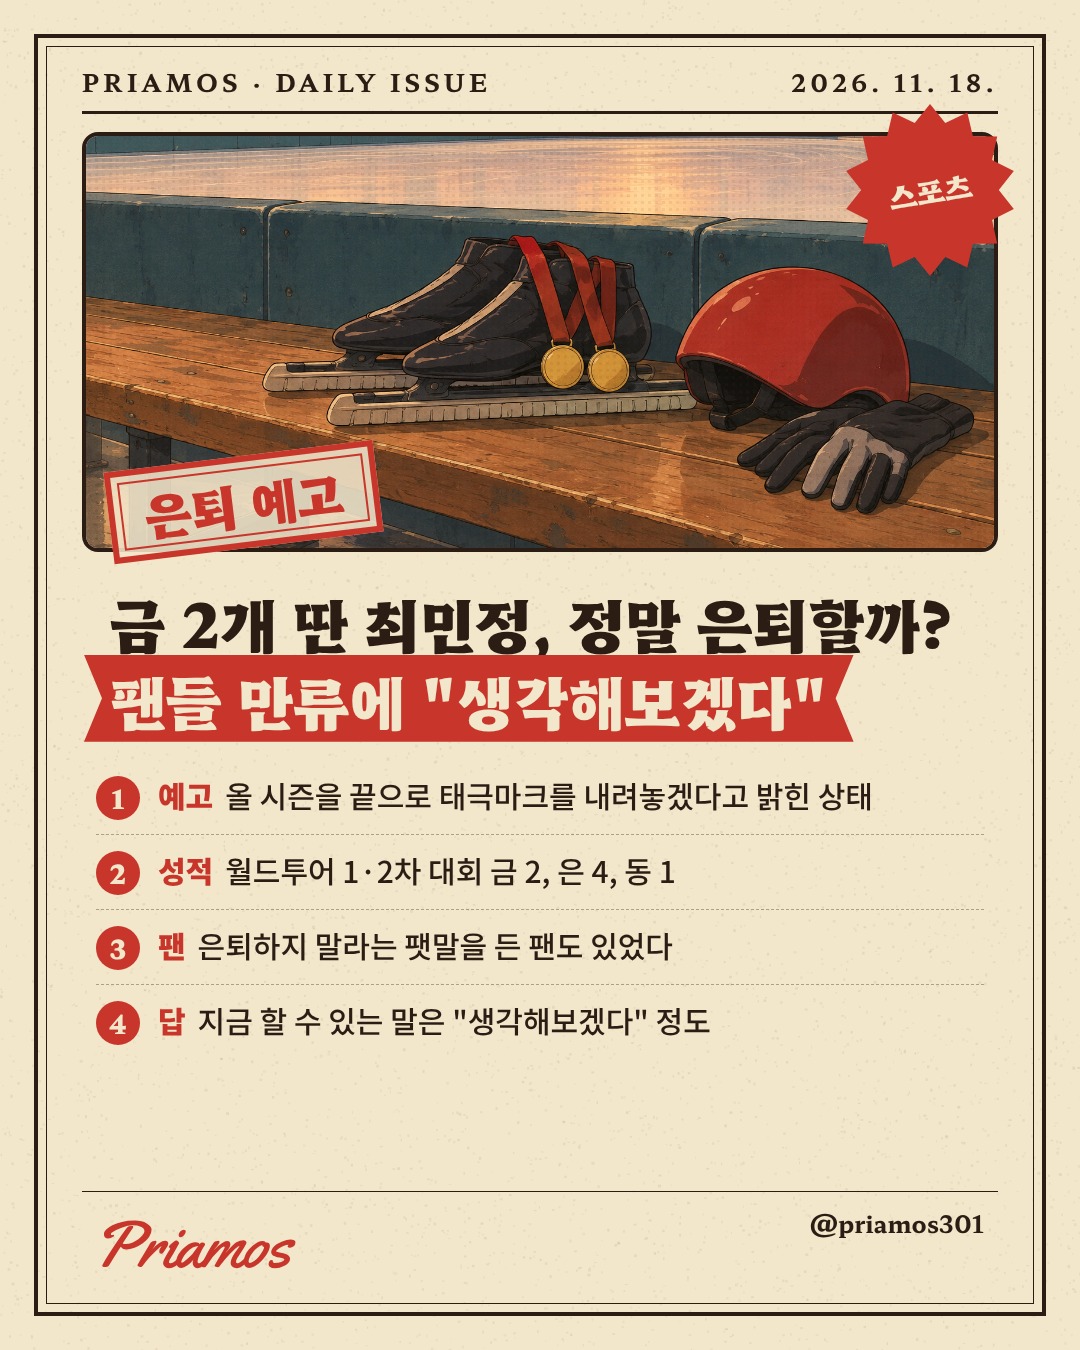 PRIAMOS · DAILY ISSUE
2026. 11. 18.
스포츠
은퇴 예고
금 2개 딴 최민정, 정말 은퇴할까?
팬들 만류에 "생각해보겠다"
1 예고 올 시즌을 끝으로 태극마크를 내려놓겠다고 밝힌 상태
2 성적 월드투어 1·2차 대회 금 2, 은 4, 동 1
3 팬 은퇴하지 말라는 팻말을 든 팬도 있었다
4 답 지금 할 수 있는 말은 "생각해보겠다" 정도
Priamos
@priamos301